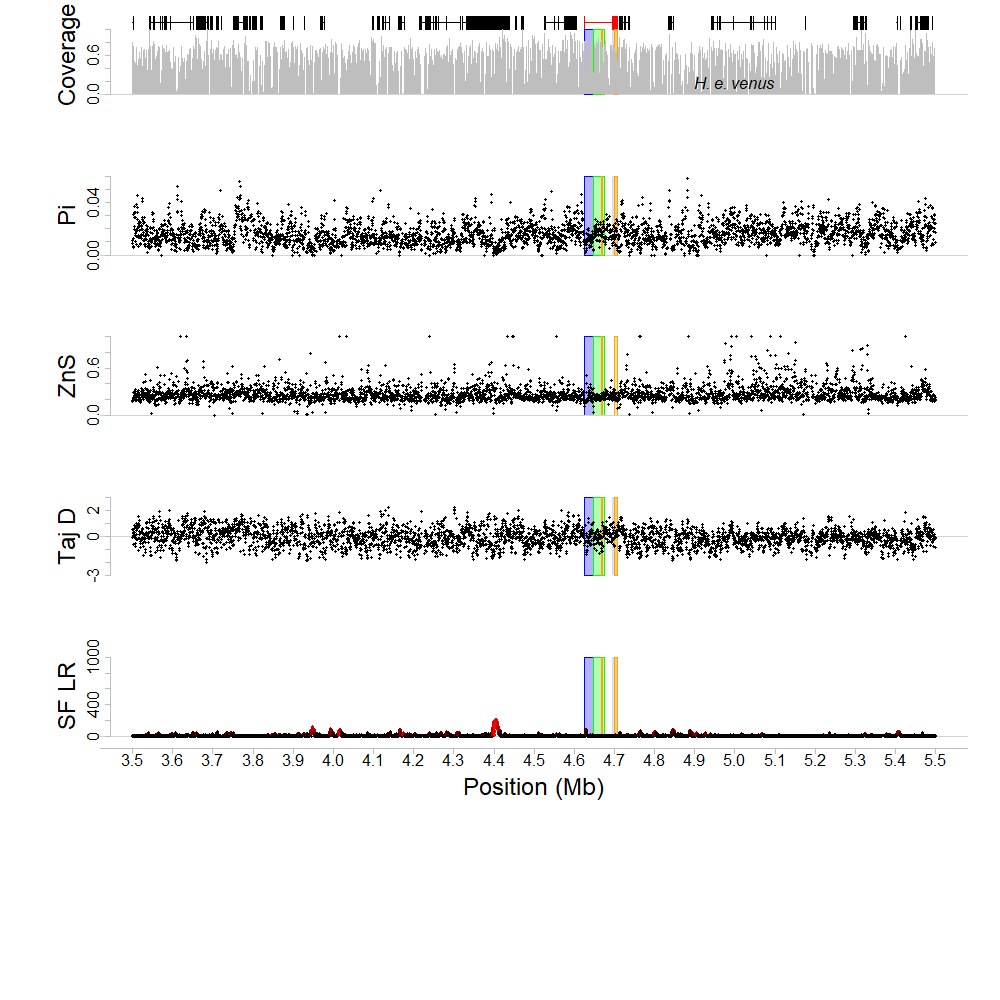 Coverage
0.6
0.0
H. e. venus
Pi
0.04
0.00
ZnS
0.6
0.0
Taj D
2
0
-3
SF LR
1000
400
0
3.5 3.6 3.7 3.8 3.9 4.0 4.1 4.2 4.3 4.4 4.5 4.6 4.7 4.8 4.9 5.0 5.1 5.2 5.3 5.4 5.5
Position (Mb)